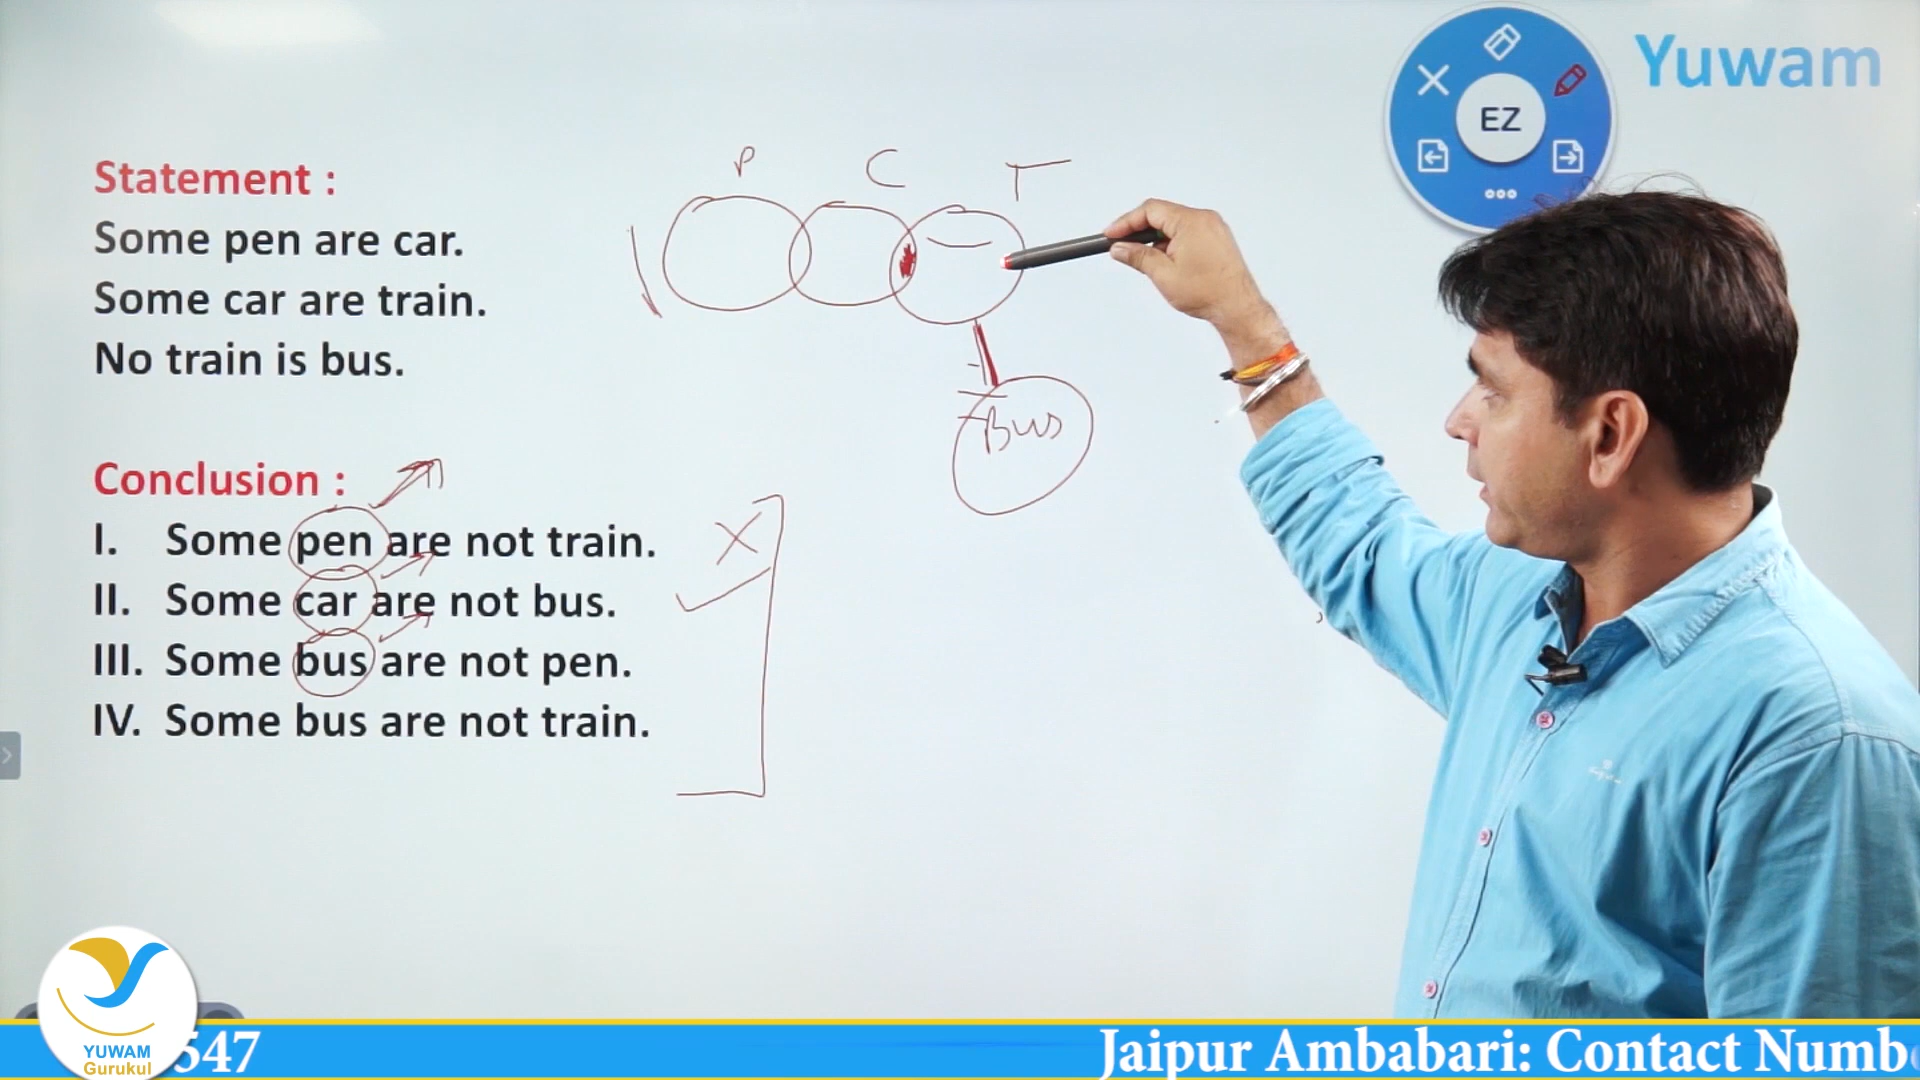 Yuwam
EZ
Statement :
Some pen are car.
Some car are train.
No train is bus.
P C T
Bus
Conclusion :
I. Some pen are not train.
II. Some car are not bus.
III. Some bus are not pen.
IV. Some bus are not train.
YUWAM
Gurukul
547
Jaipur Ambabari: Contact Numb